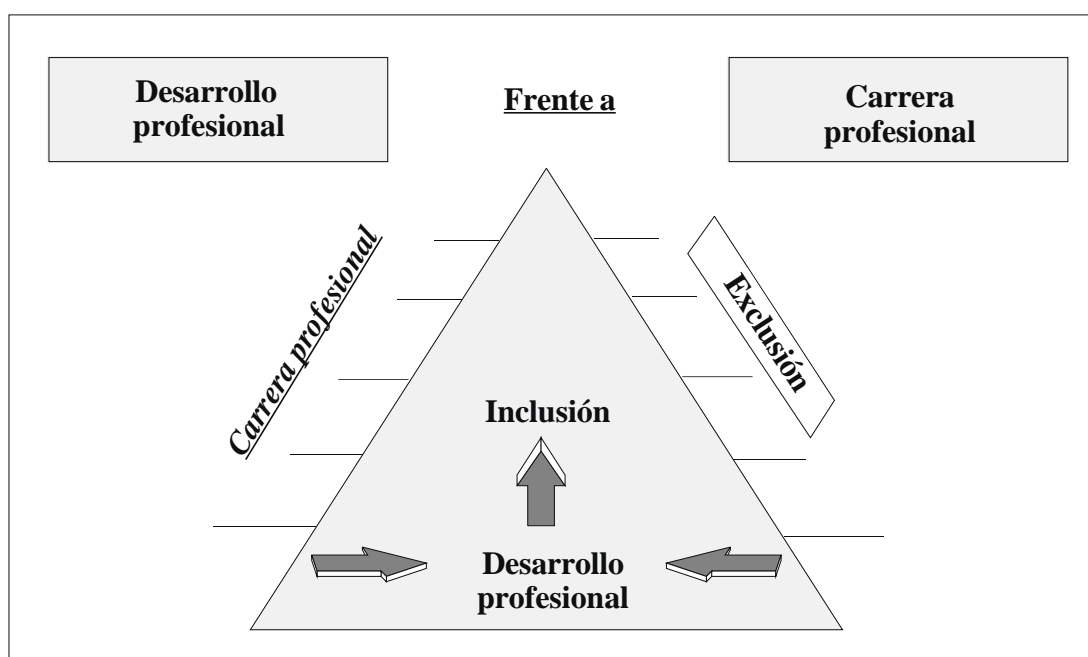 Desarrollo
profesional
Frente a
Carrera
profesional
Carrera profesional
Exclusión
Inclusión
Desarrollo
profesional